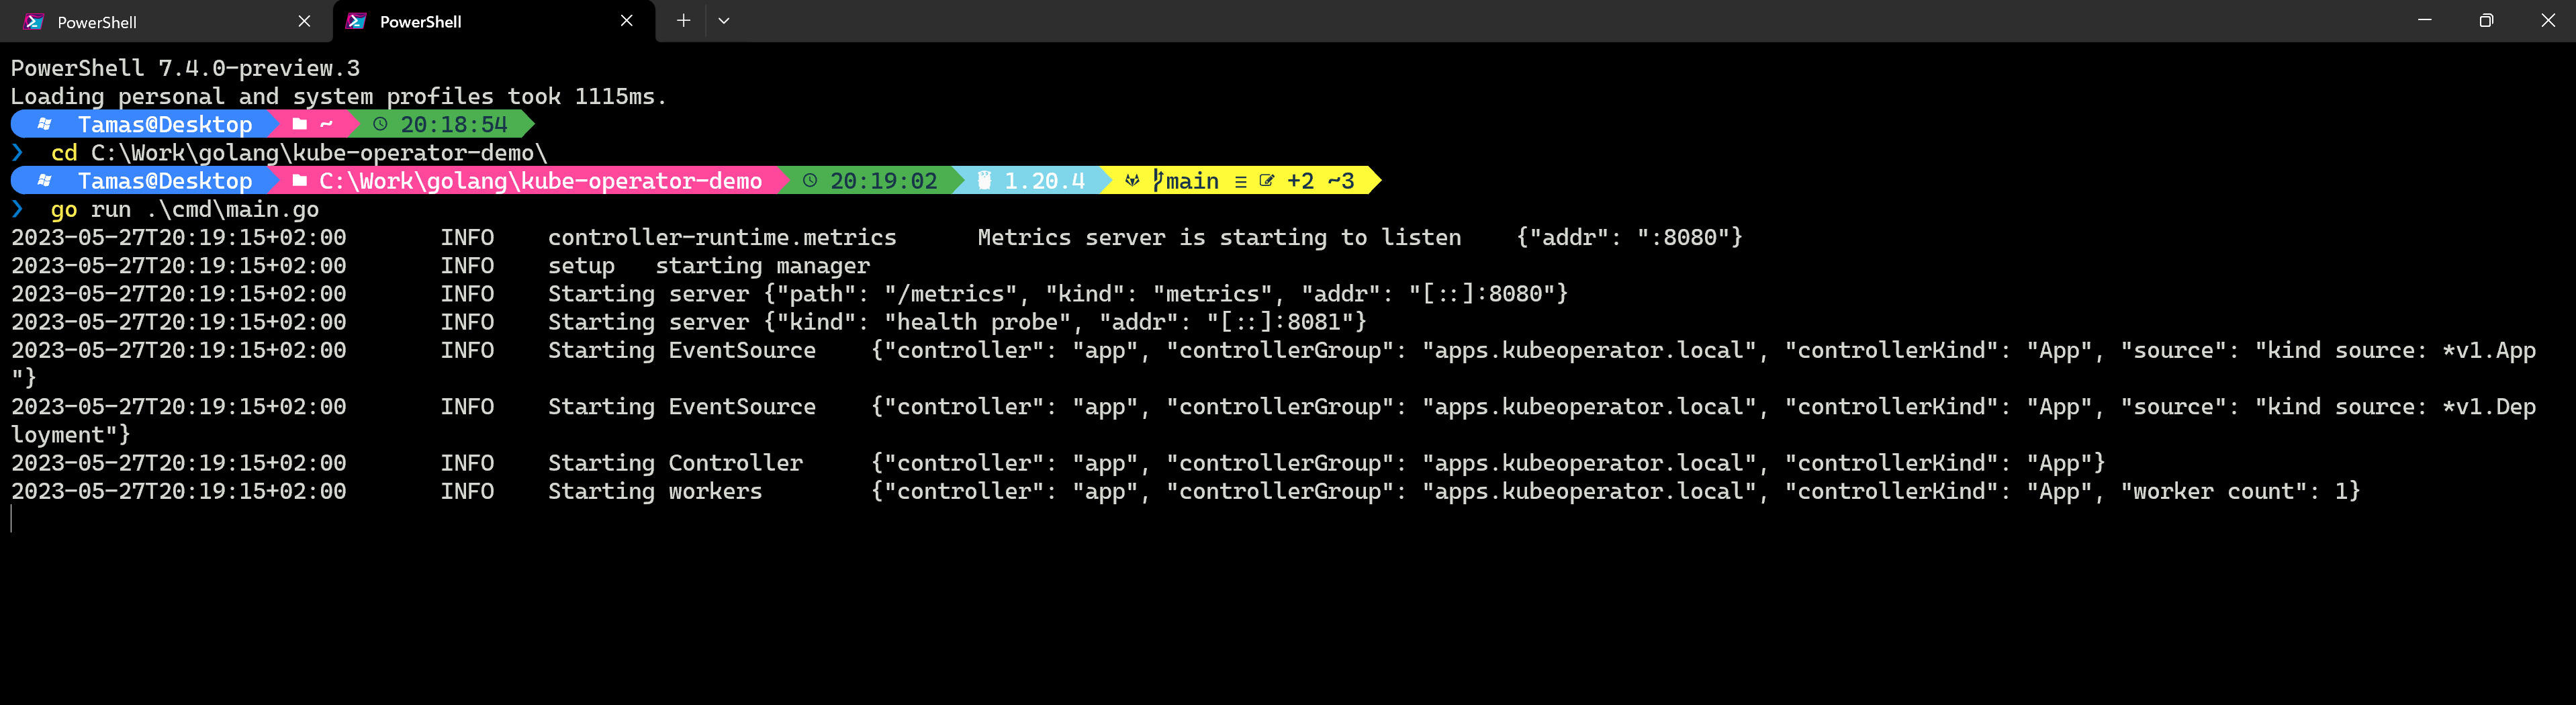 PowerShell
PowerShell
PowerShell 7.4.0-preview.3
Loading personal and system profiles took 1115ms.
Tamas@Desktop ~ 20:18:54
❯ cd C:\Work\golang\kube-operator-demo\
Tamas@Desktop C:\Work\golang\kube-operator-demo 20:19:02 1.20.4 main ≡ +2 ~3
❯ go run .\cmd\main.go
2023-05-27T20:19:15+02:00 INFO controller-runtime.metrics Metrics server is starting to listen {"addr": ":8080"}
2023-05-27T20:19:15+02:00 INFO setup starting manager
2023-05-27T20:19:15+02:00 INFO Starting server {"path": "/metrics", "kind": "metrics", "addr": "[::]:8080"}
2023-05-27T20:19:15+02:00 INFO Starting server {"kind": "health probe", "addr": "[::]:8081"}
2023-05-27T20:19:15+02:00 INFO Starting EventSource {"controller": "app", "controllerGroup": "apps.kubeoperator.local", "controllerKind": "App", "source": "kind source: *v1.App
"}
2023-05-27T20:19:15+02:00 INFO Starting EventSource {"controller": "app", "controllerGroup": "apps.kubeoperator.local", "controllerKind": "App", "source": "kind source: *v1.Dep
loyment"}
2023-05-27T20:19:15+02:00 INFO Starting Controller {"controller": "app", "controllerGroup": "apps.kubeoperator.local", "controllerKind": "App"}
2023-05-27T20:19:15+02:00 INFO Starting workers {"controller": "app", "controllerGroup": "apps.kubeoperator.local", "controllerKind": "App", "worker count": 1}